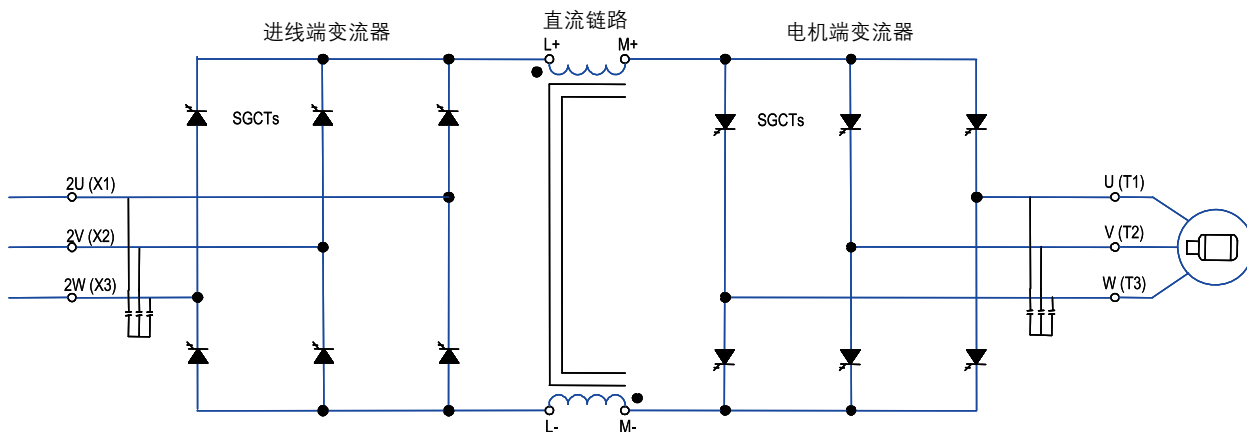 直流链路
进线端变流器
电机端变流器
L+
M+
SGCTs
SGCTs
2U (X1)
U (T1)
2V (X2)
V (T2)
2W (X3)
W (T3)
L-
M-